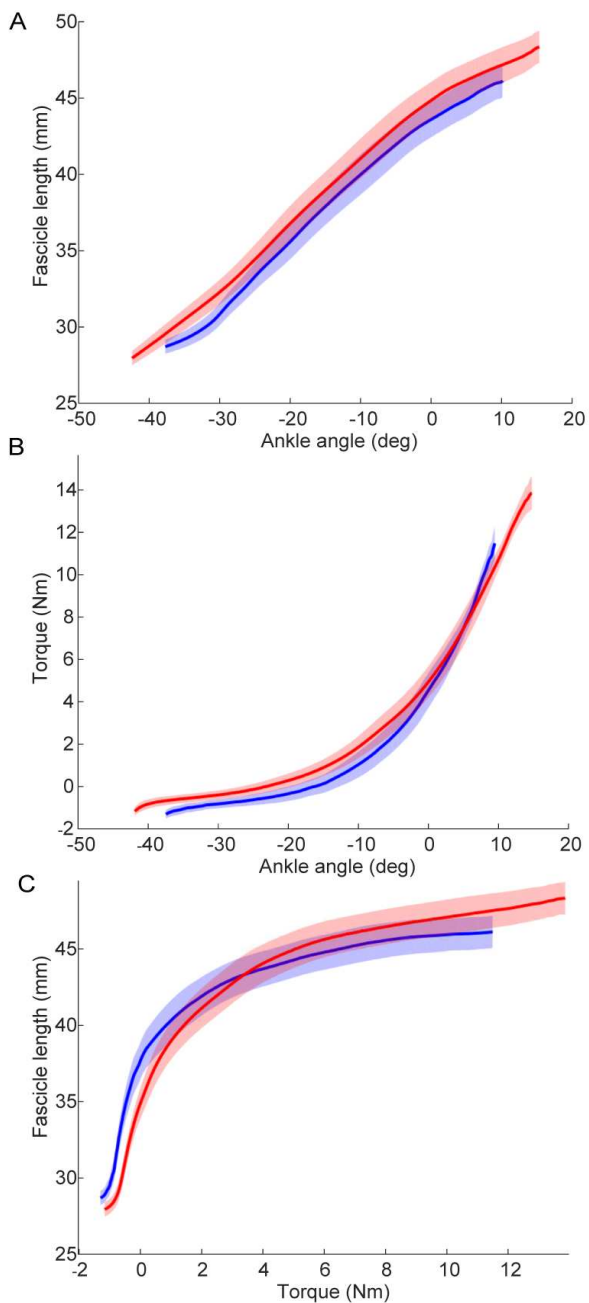 A
50
45
40
35
30
25
Fascicle length (mm)
-50 -40 -30 -20 -10 0 10 20
Ankle angle (deg)
B
14
12
10
8
6
4
2
0
-2
Torque (Nm)
-50 -40 -30 -20 -10 0 10 20
Ankle angle (deg)
C
45
40
35
30
25
Fascicle length (mm)
-2 0 2 4 6 8 10 12
Torque (Nm)